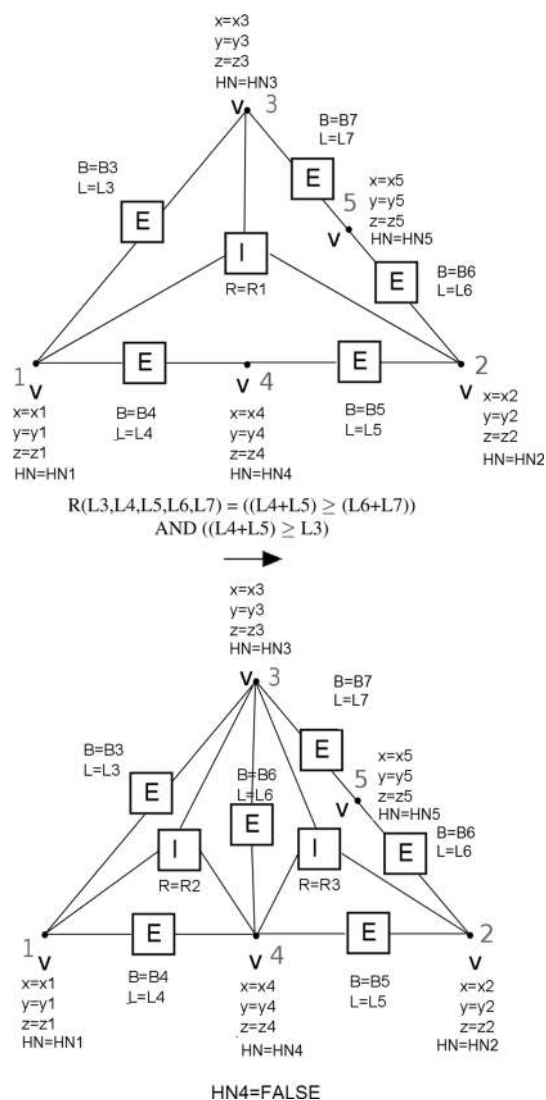 x=x3
y=y3
z=z3
HN=HN3
v 3
B=B7
L=L7
B=B3
L=L3
E
E
5
x=x5
y=y5
z=z5
HN=HN5
v
I
R=R1
E
B=B6
L=L6
1
v
E
4
v
E
2
v
x=x1
y=y1
z=z1
HN=HN1
B=B4
L=L4
x=x4
y=y4
z=z4
HN=HN4
B=B5
L=L5
x=x2
y=y2
z=z2
HN=HN2
R(L3,L4,L5,L6,L7) = ((L4+L5) ≥ (L6+L7))
AND ((L4+L5) ≥ L3)
x=x3
y=y3
z=z3
HN=HN3
v 3
B=B7
L=L7
B=B3
L=L3
E
E
5
x=x5
y=y5
z=z5
HN=HN5
v
B=B6
L=L6
E
I
R=R2
I
R=R3
E
B=B6
L=L6
1
v
E
4
v
E
2
v
x=x1
y=y1
z=z1
HN=HN1
B=B4
L=L4
x=x4
y=y4
z=z4
HN=HN4
B=B5
L=L5
x=x2
y=y2
z=z2
HN=HN2
HN4=FALSE